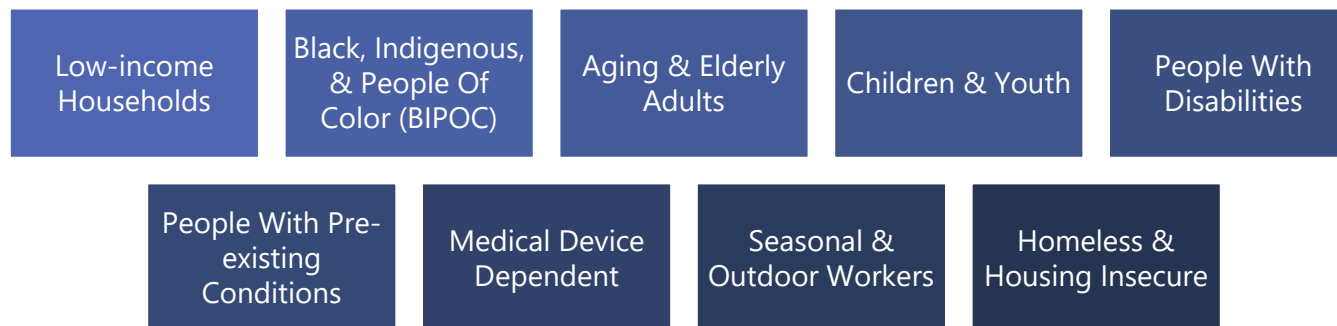 Low-income
Households
Black, Indigenous,
& People Of
Color (BIPOC)
Aging & Elderly
Adults
Children & Youth
People With
Disabilities
People With Pre-
existing
Conditions
Medical Device
Dependent
Seasonal &
Outdoor Workers
Homeless &
Housing Insecure